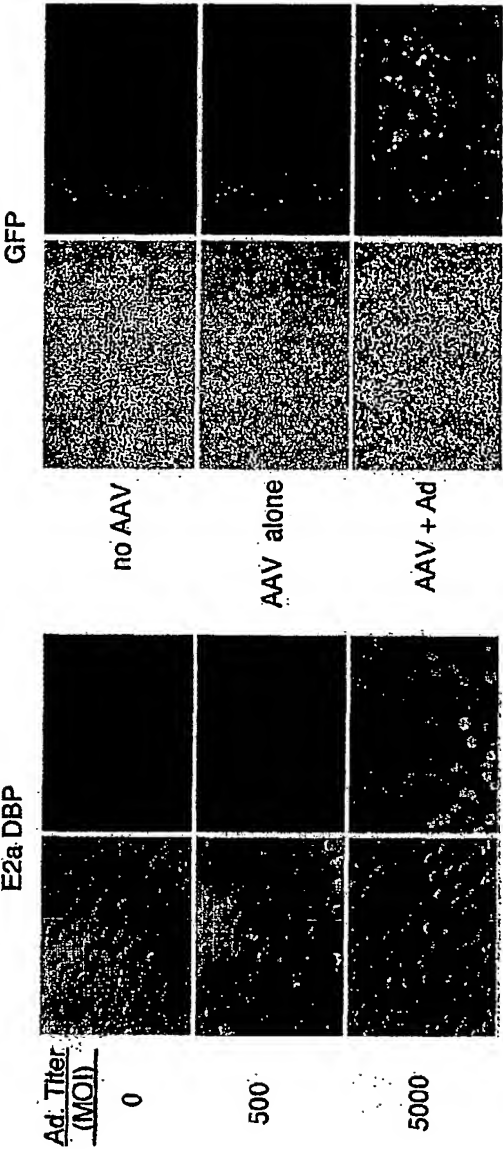 E2a DBP
Ad. Titer
(MOI)
0
500
5000
GFP
no AAV
AAV alone
AAV + Ad